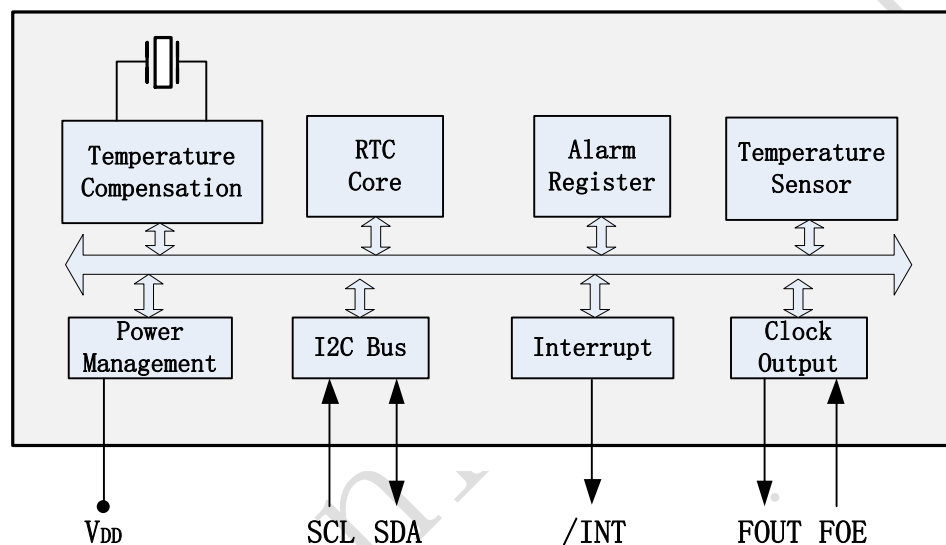 Temperature
Compensation
RTC
Core
Alarm
Register
Temperature
Sensor
Power
Management
I2C Bus
Interrupt
Clock
Output
VDD
SCL SDA
/INT
FOUT FOE